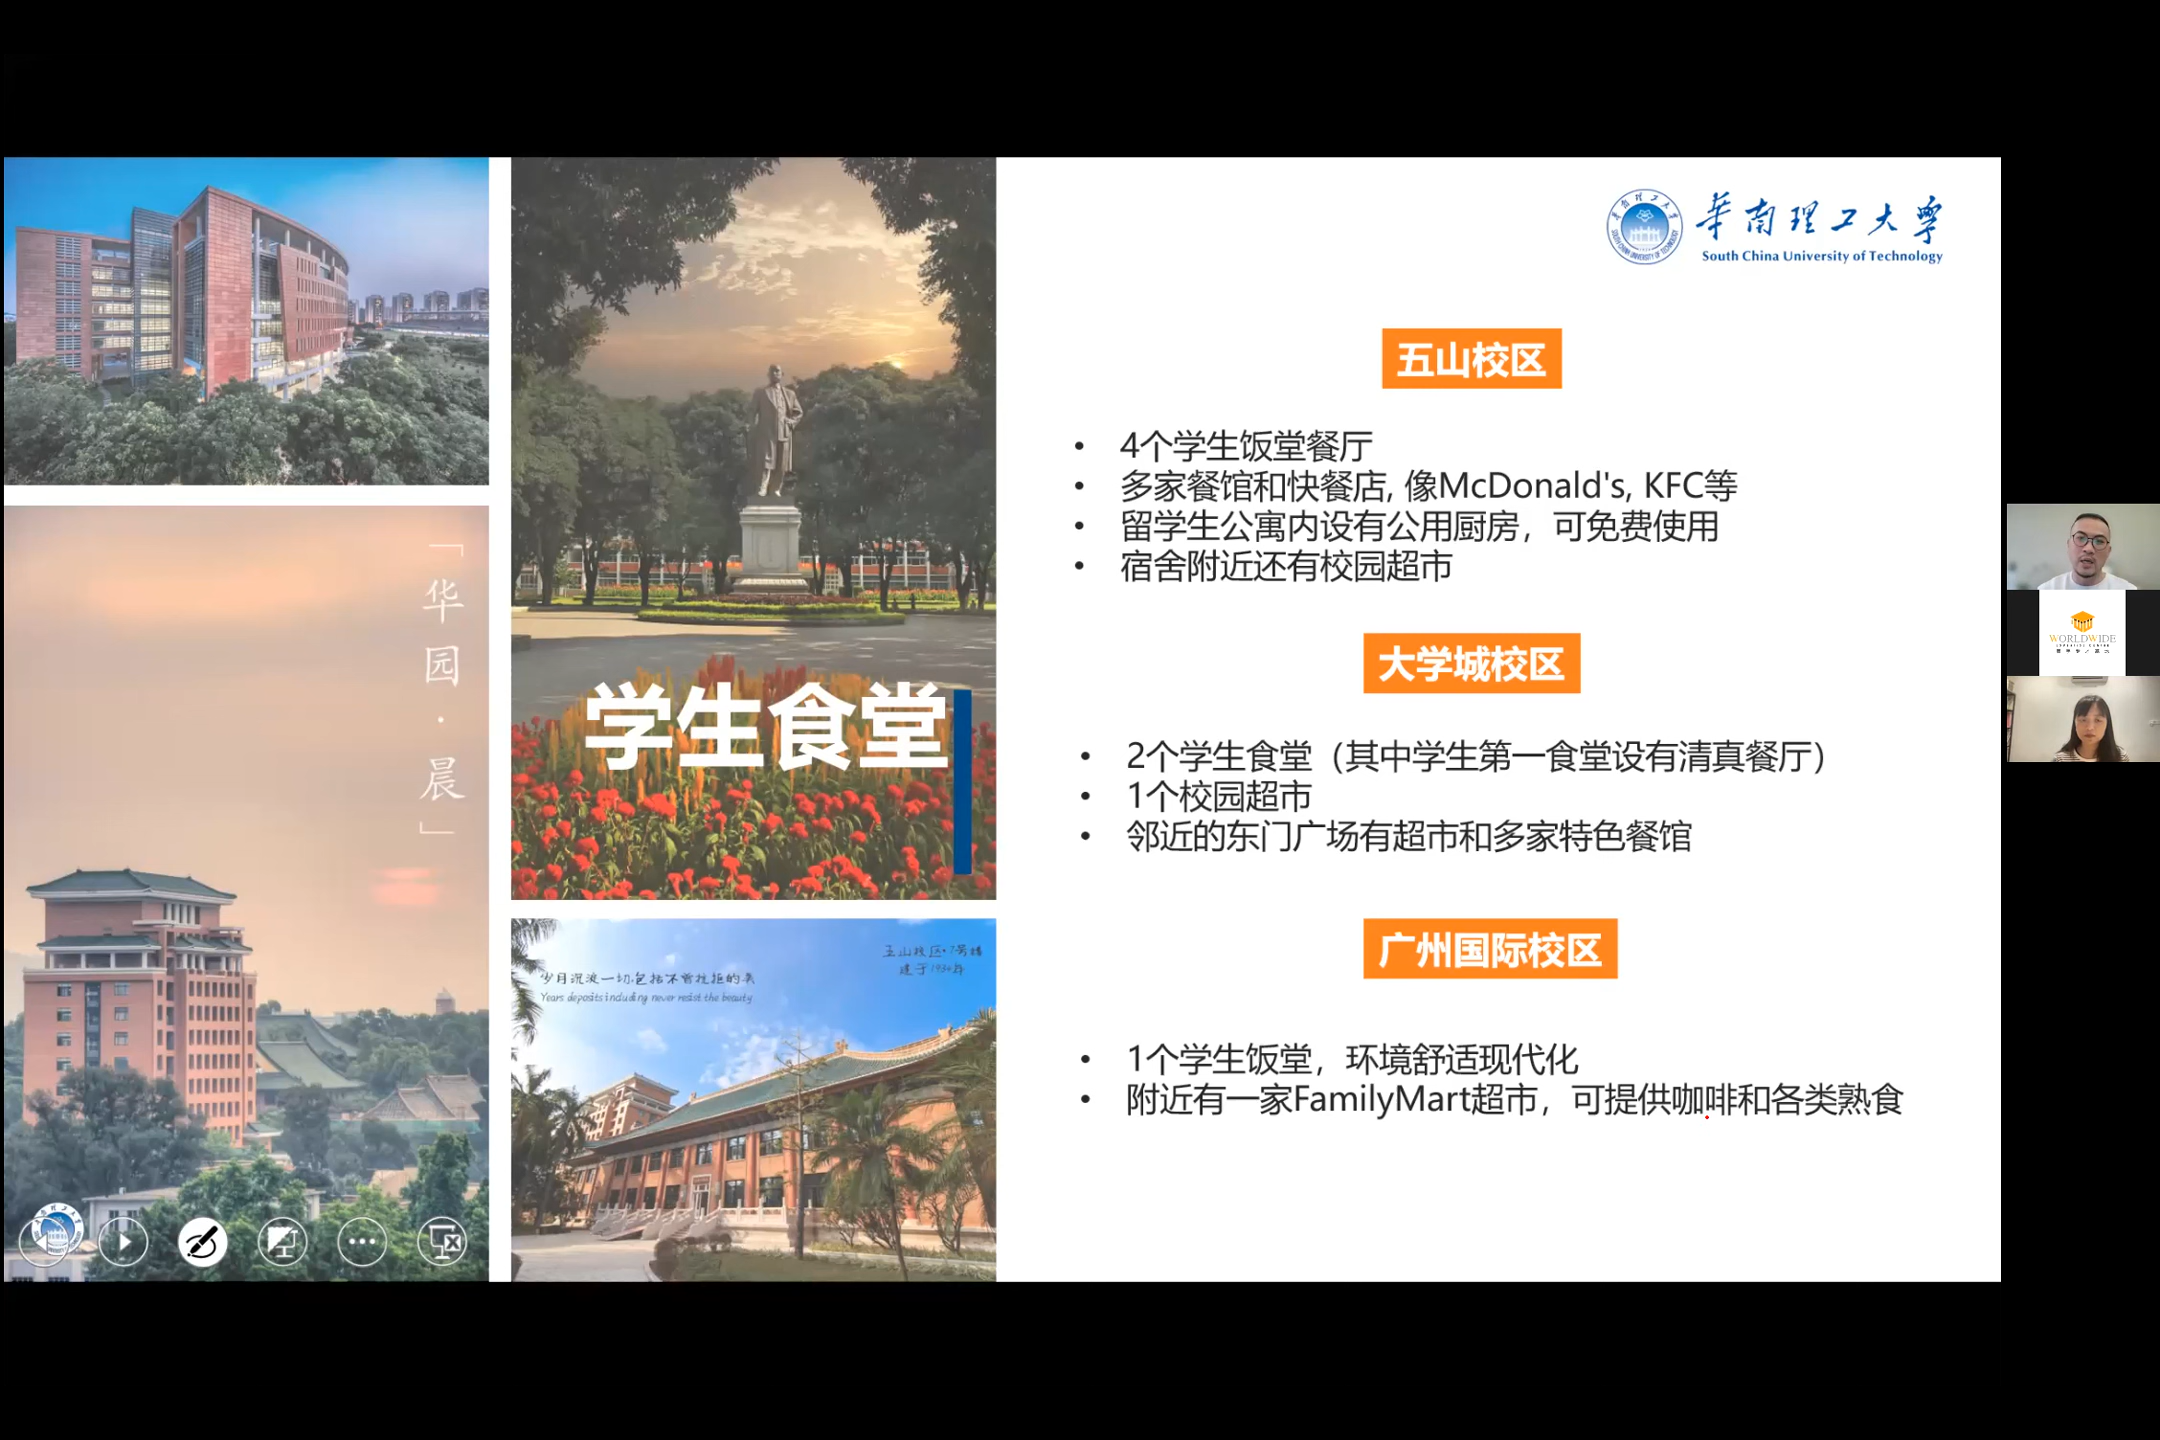 華南理工大學
South China University of Technology
「华园·晨」
学生食堂
少月沉淀一切包括不曾抗拒的美
Years deposits including never resist the beauty
五山校区·7号楼
建于1934年
五山校区
• 4个学生饭堂餐厅
• 多家餐馆和快餐店, 像McDonald's, KFC等
• 留学生公寓内设有公用厨房，可免费使用
• 宿舍附近还有校园超市
大学城校区
• 2个学生食堂（其中学生第一食堂设有清真餐厅）
• 1个校园超市
• 邻近的东门广场有超市和多家特色餐馆
广州国际校区
• 1个学生饭堂，环境舒适现代化
• 附近有一家FamilyMart超市，可提供咖啡和各类熟食
WORLDWIDE